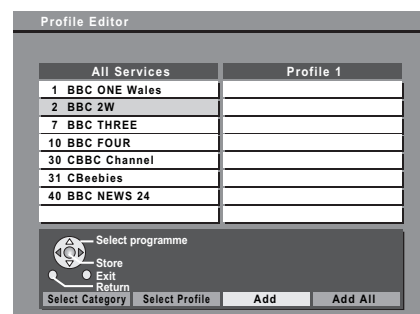 Profile Editor
All Services Profile 1
1 BBC ONE Wales
2 BBC 2W
7 BBC THREE
10 BBC FOUR
30 CBBC Channel
31 CBeebies
40 BBC NEWS 24
Select programme
Store
Exit
Return
Select Category Select Profile Add Add All